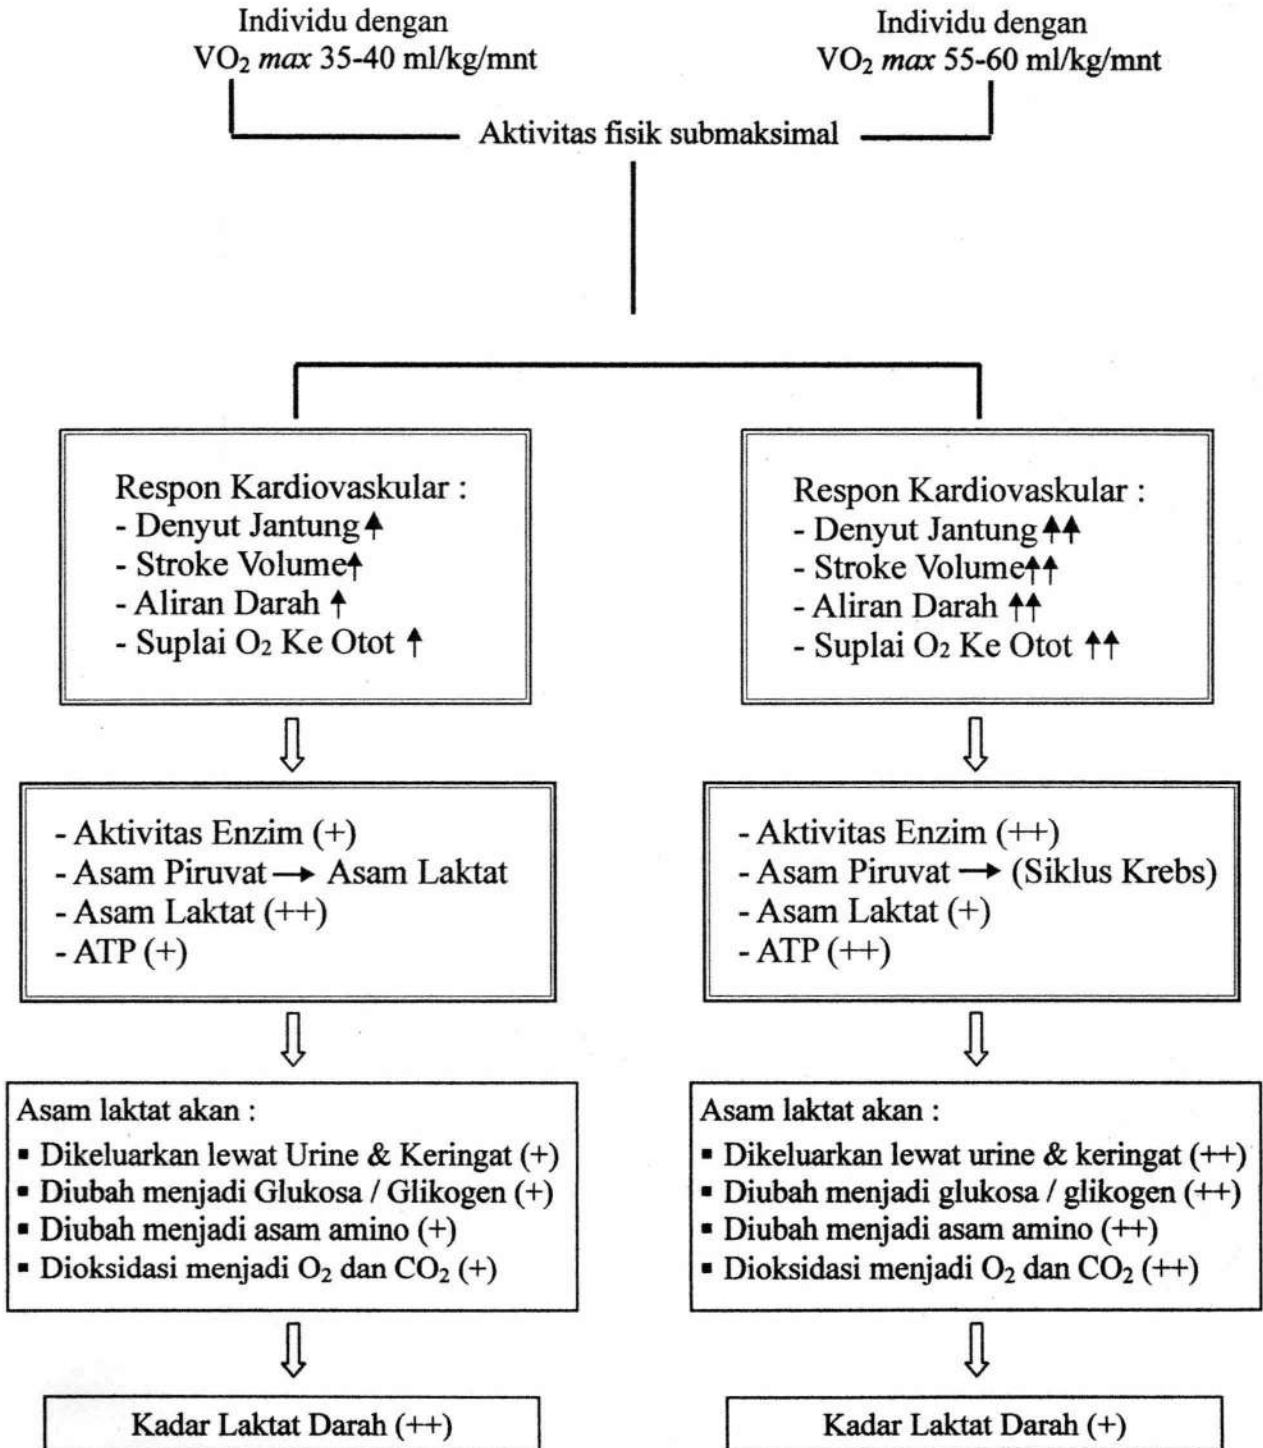 Individu dengan
VO₂ max 35-40 ml/kg/mnt
Individu dengan
VO₂ max 55-60 ml/kg/mnt
Aktivitas fisik submaksimal
Respon Kardiovaskular :
- Denyut Jantung ↑
- Stroke Volume ↑
- Aliran Darah ↑
- Suplai O₂ Ke Otot ↑
Respon Kardiovaskular :
- Denyut Jantung ↑↑
- Stroke Volume ↑↑
- Aliran Darah ↑↑
- Suplai O₂ Ke Otot ↑↑
- Aktivitas Enzim (+)
- Asam Piruvat → Asam Laktat
- Asam Laktat (++)
- ATP (+)
- Aktivitas Enzim (++)
- Asam Piruvat → (Siklus Krebs)
- Asam Laktat (+)
- ATP (++)
Asam laktat akan :
▪ Dikeluarkan lewat Urine & Keringat (+)
▪ Diubah menjadi Glukosa / Glikogen (+)
▪ Diubah menjadi asam amino (+)
▪ Dioksidasi menjadi O₂ dan CO₂ (+)
Asam laktat akan :
▪ Dikeluarkan lewat urine & keringat (++)
▪ Diubah menjadi glukosa / glikogen (++)
▪ Diubah menjadi asam amino (++)
▪ Dioksidasi menjadi O₂ dan CO₂ (++)
Kadar Laktat Darah (++)
Kadar Laktat Darah (+)